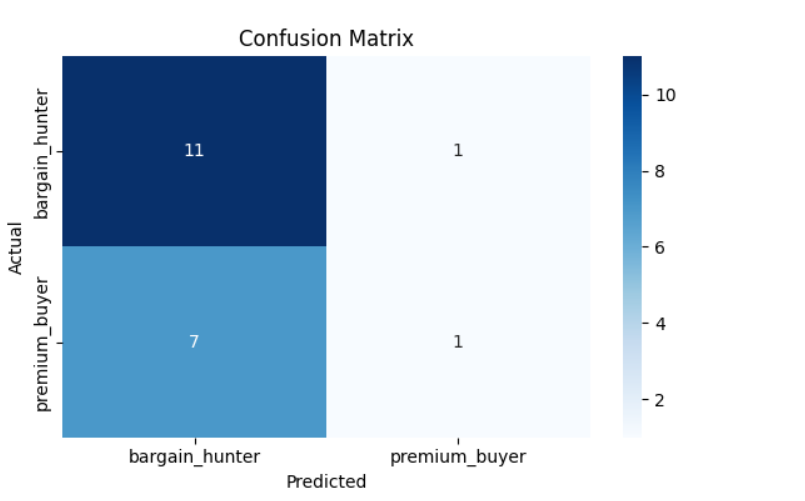 Confusion Matrix
bargain_hunter
premium_buyer
Actual
11
1
7
1
bargain_hunter
premium_buyer
Predicted
10
8
6
4
2